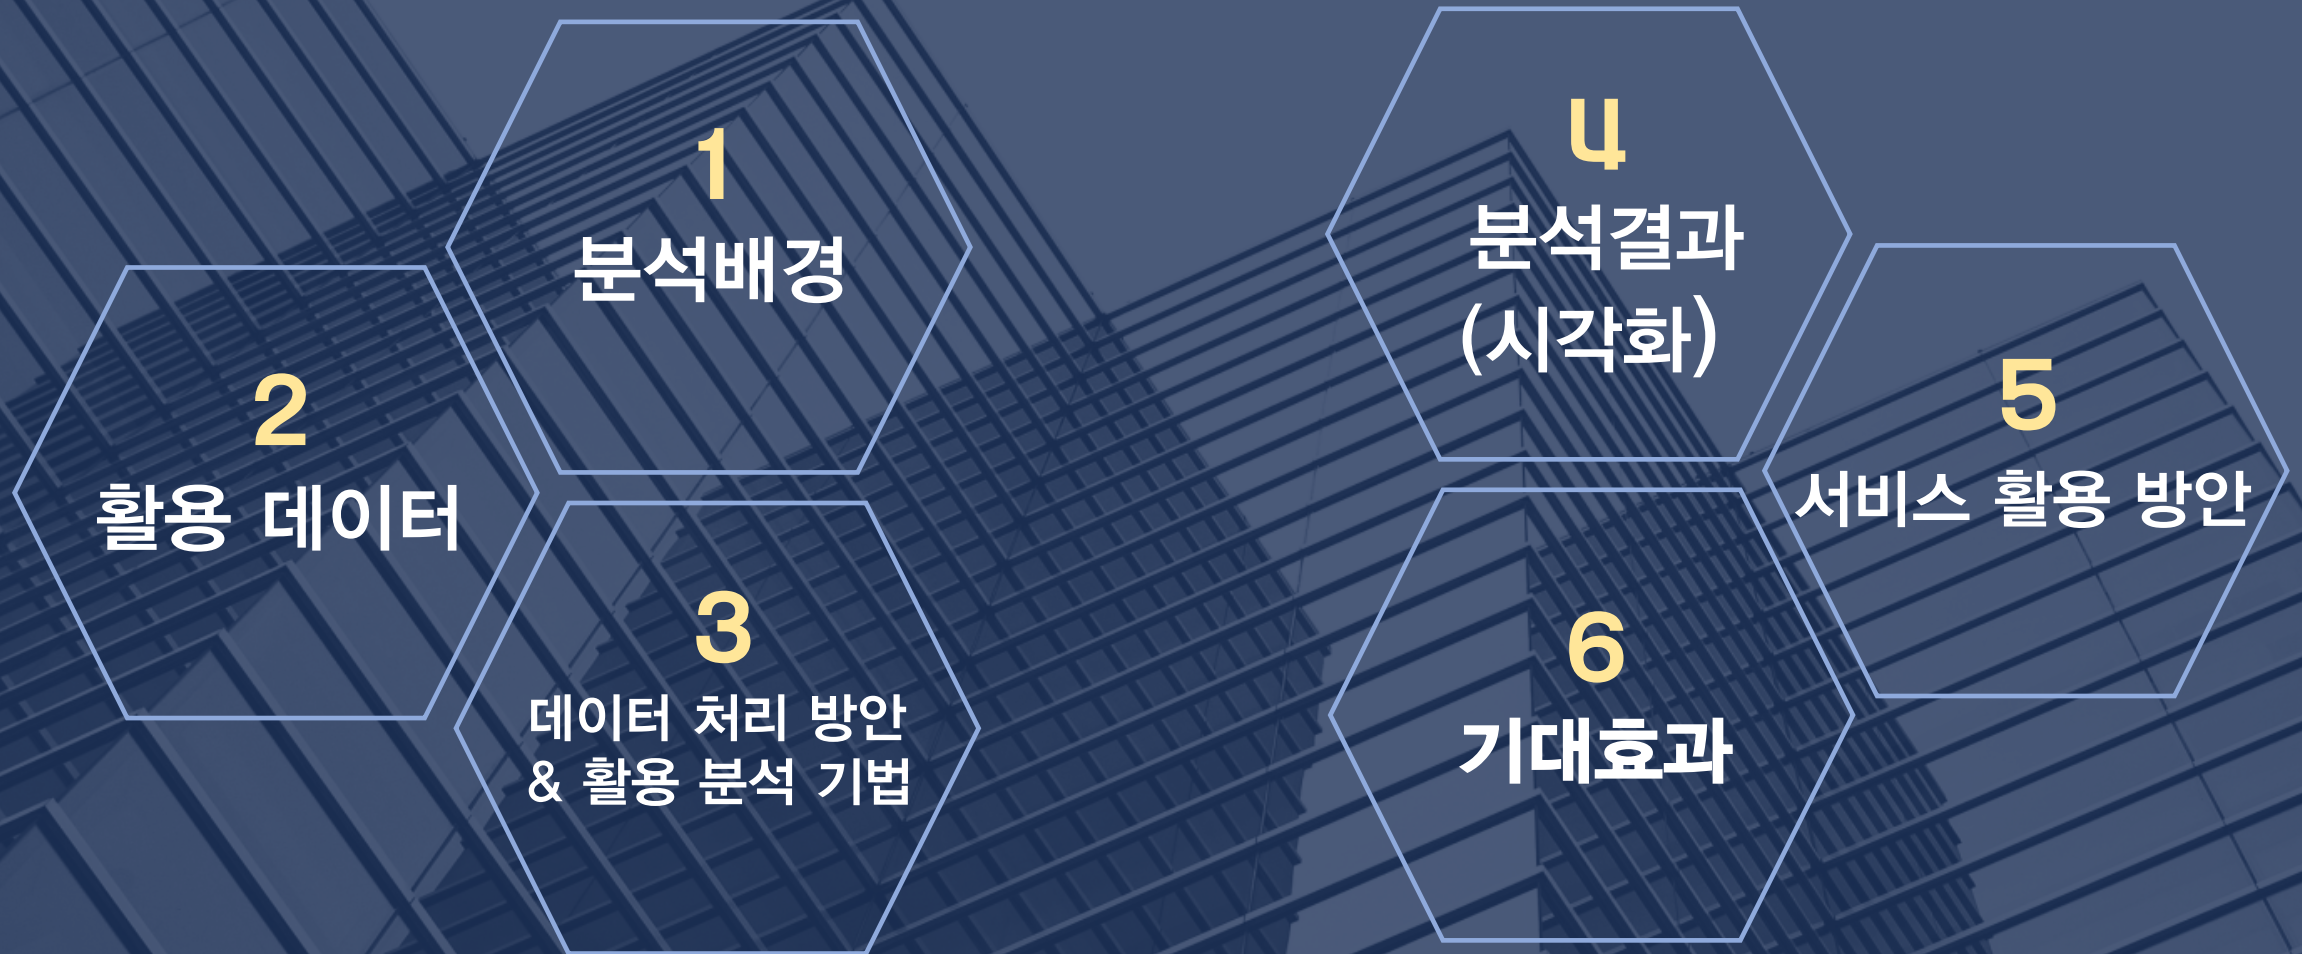 1
분석배경
2
활용 데이터
3
데이터 처리 방안
& 활용 분석 기법
4
분석결과
(시각화)
5
서비스 활용 방안
6
기대효과